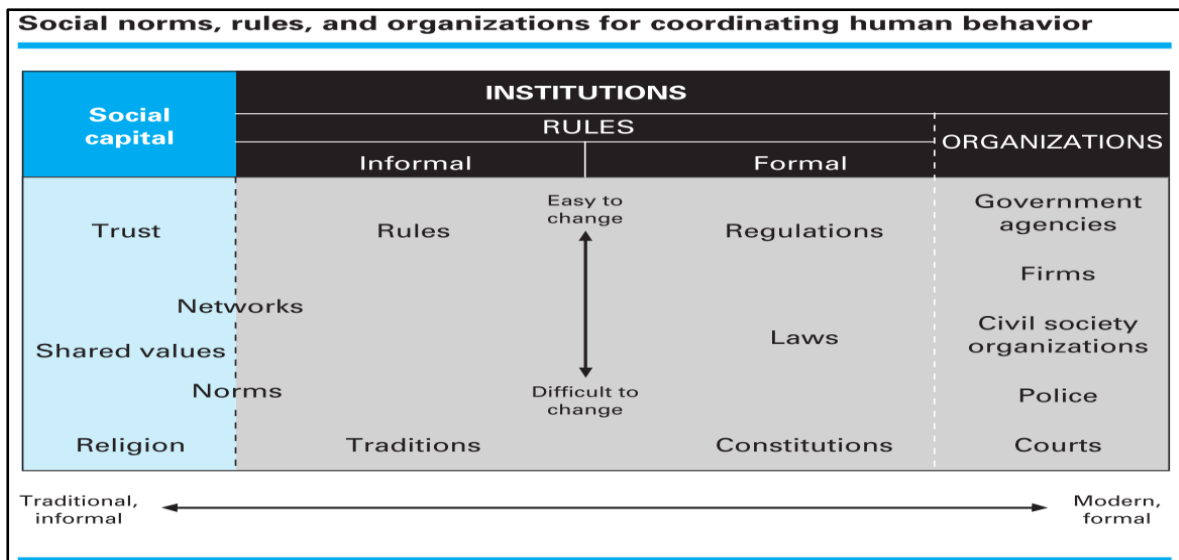 Social norms, rules, and organizations for coordinating human behavior
INSTITUTIONS
Social
capital
RULES
ORGANIZATIONS
Informal
Formal
Easy to
change
Government
agencies
Trust
Rules
Regulations
Firms
Networks
Civil society
organizations
Laws
Shared values
Norms
Difficult to
change
Police
Religion
Traditions
Constitutions
Courts
Traditional,
informal
Modern,
formal